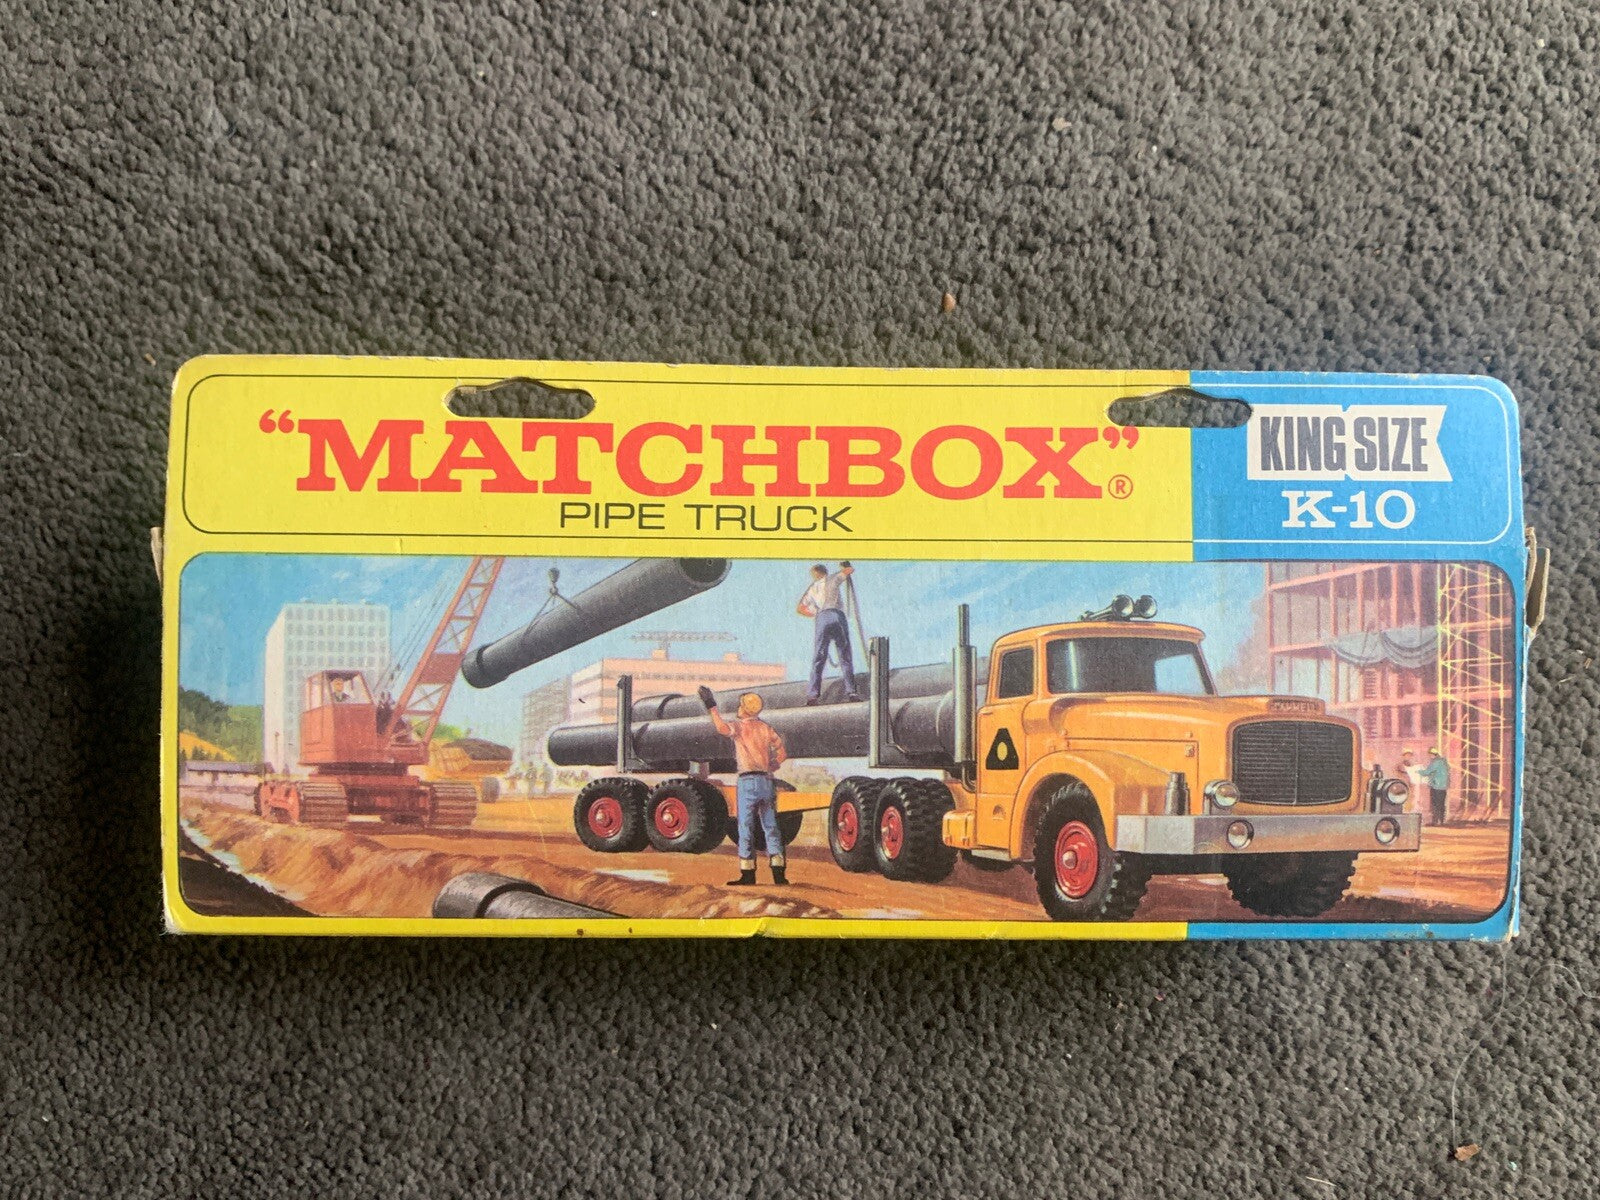 “MATCHBOX”®
PIPE TRUCK
KING SIZE
K-10